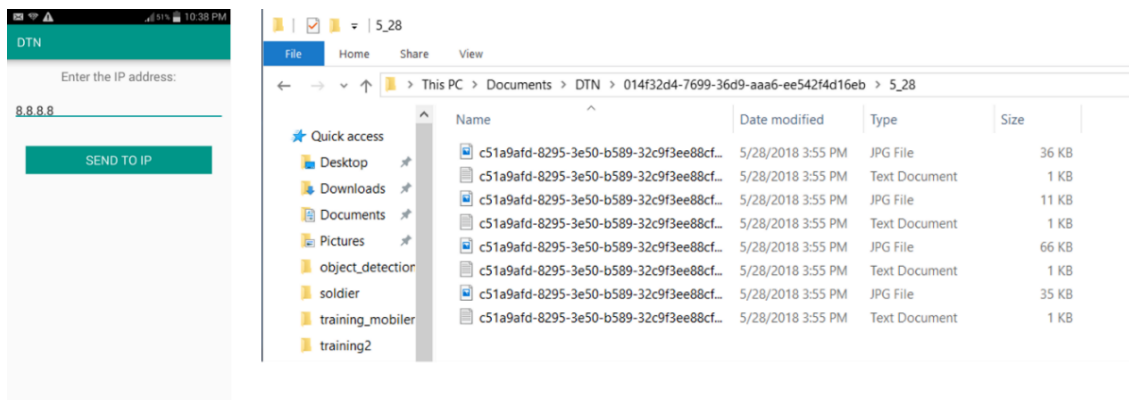 51% 10:38 PM
DTN
Enter the IP address:
8.8.8.8
SEND TO IP
5_28
File Home Share View
This PC > Documents > DTN > 014f32d4-7699-36d9-aaa6-ee542f4d16eb > 5_28
Quick access
Desktop
Downloads
Documents
Pictures
object_detection
soldier
training_mobiler
training2
Name Date modified Type Size
c51a9afd-8295-3e50-b589-32c9f3ee88cf... 5/28/2018 3:55 PM JPG File 36 KB
c51a9afd-8295-3e50-b589-32c9f3ee88cf... 5/28/2018 3:55 PM Text Document 1 KB
c51a9afd-8295-3e50-b589-32c9f3ee88cf... 5/28/2018 3:55 PM JPG File 11 KB
c51a9afd-8295-3e50-b589-32c9f3ee88cf... 5/28/2018 3:55 PM Text Document 1 KB
c51a9afd-8295-3e50-b589-32c9f3ee88cf... 5/28/2018 3:55 PM JPG File 66 KB
c51a9afd-8295-3e50-b589-32c9f3ee88cf... 5/28/2018 3:55 PM Text Document 1 KB
c51a9afd-8295-3e50-b589-32c9f3ee88cf... 5/28/2018 3:55 PM JPG File 35 KB
c51a9afd-8295-3e50-b589-32c9f3ee88cf... 5/28/2018 3:55 PM Text Document 1 KB